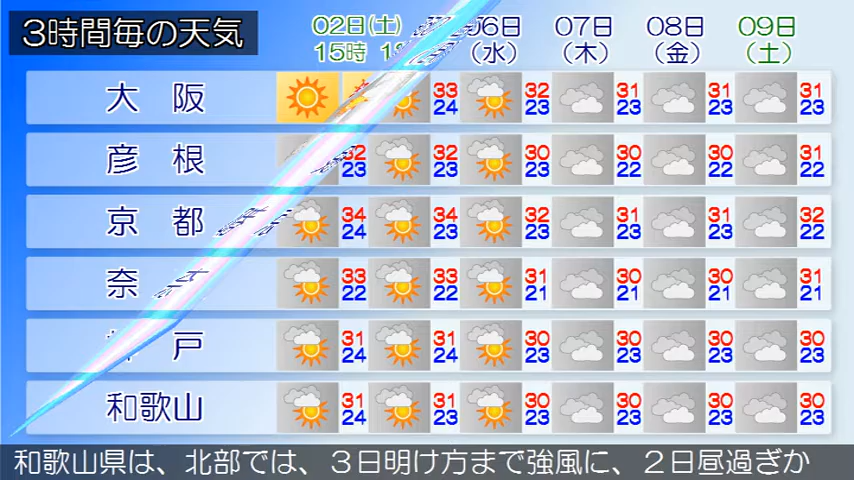 3時間毎の天気
02日(土) 06日 07日 08日 09日
15時 (水) (木) (金) (土)
大阪 33 24 32 23 31 23 31 23 31 23
彦根 32 23 32 23 30 23 30 22 30 22 31 22
京都 34 24 34 23 32 23 31 23 31 23 32 22
奈 33 22 33 22 31 21 30 21 30 21 31 21
戸 31 24 31 24 30 23 30 23 30 23 30 23
和歌山 31 24 31 23 30 23 30 23 30 23 30 23
和歌山県は、北部では、3日明け方まで強風に、2日昼過ぎか